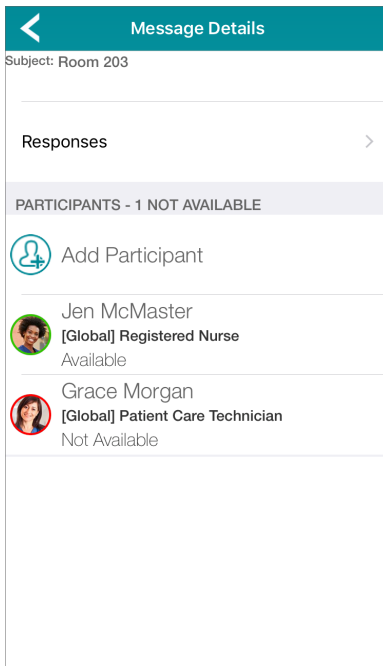 Message Details
Subject: Room 203
Responses
PARTICIPANTS - 1 NOT AVAILABLE
Add Participant
Jen McMaster
[Global] Registered Nurse
Available
Grace Morgan
[Global] Patient Care Technician
Not Available